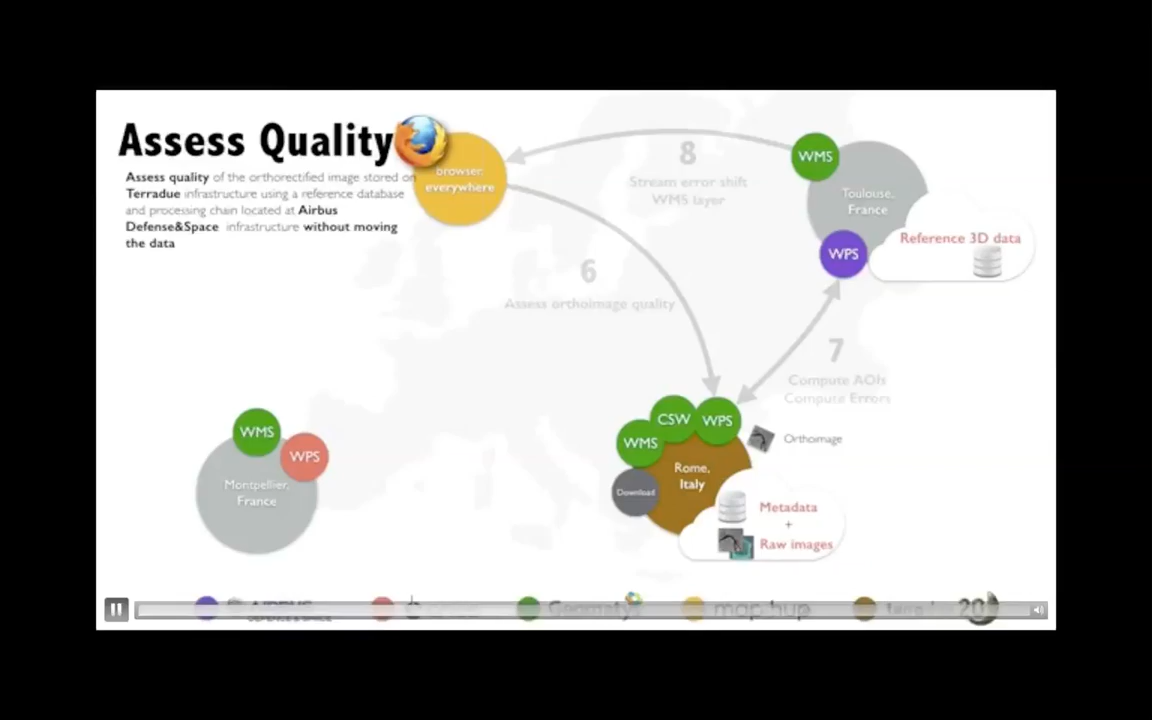 Assess Quality
Assess quality of the orthorectified image stored on
Terradue infrastructure using a reference database
and processing chain located at Airbus
Defense&Space infrastructure without moving
the data
browser:
everywhere
8
Stream error shift
WMS layer
WMS
Toulouse,
France
WPS
Reference 3D data
6
Assess orthoimage quality
7
Compute AOIs
Compute Errors
WMS
WPS
Montpellier,
France
WMS
CSW
WPS
Orthoimage
Rome,
Italy
Download
Metadata
+
Raw images
AIRBUS
Geomatys
mapshup